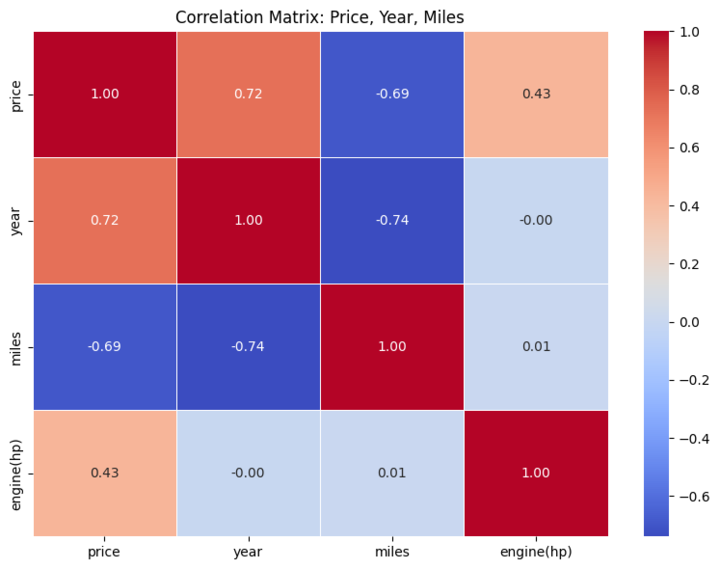 Correlation Matrix: Price, Year, Miles
price 1.00 0.72 -0.69 0.43
year 0.72 1.00 -0.74 -0.00
miles -0.69 -0.74 1.00 0.01
engine(hp) 0.43 -0.00 0.01 1.00
price year miles engine(hp)
1.0
0.8
0.6
0.4
0.2
0.0
−0.2
−0.4
−0.6